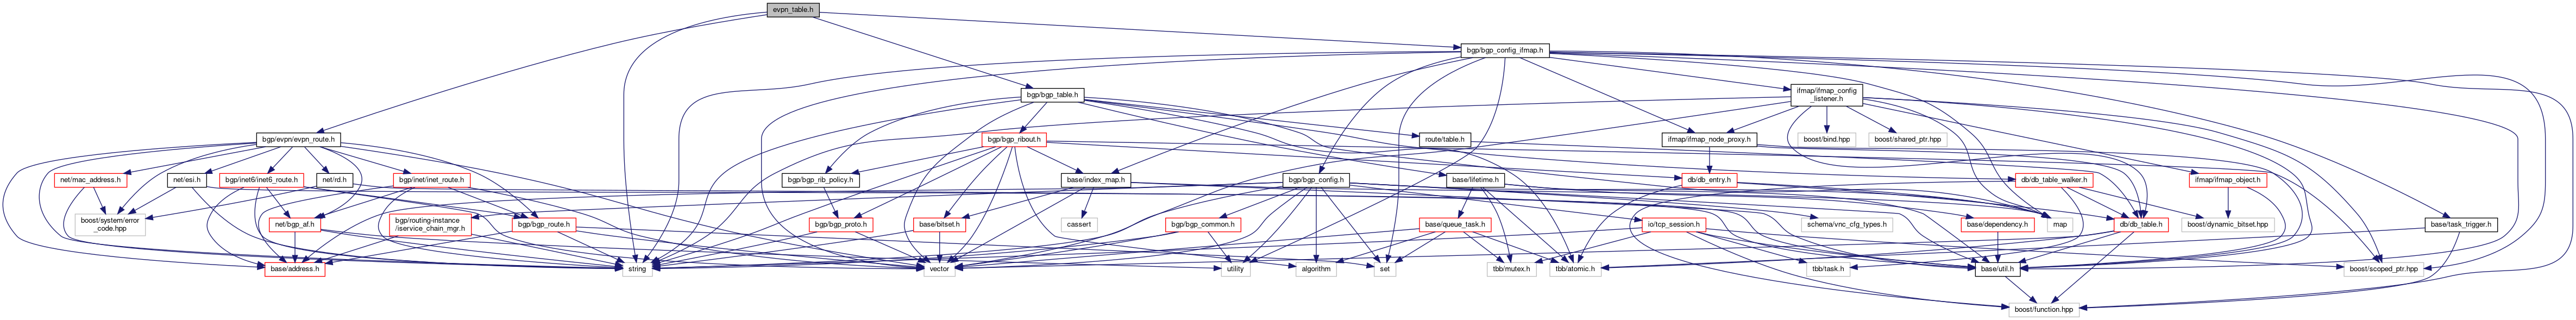 evpn_table.h
bgp/bgp_config_ifmap.h
bgp/bgp_table.h
ifmap/ifmap_config
_listener.h
bgp/evpn/evpn_route.h
bgp/bgp_ribout.h
route/table.h
ifmap/ifmap_node_proxy.h
boost/bind.hpp
boost/shared_ptr.hpp
net/mac_address.h
net/esi.h
bgp/inet6/inet6_route.h
net/rd.h
bgp/inet/inet_route.h
bgp/bgp_rib_policy.h
base/index_map.h
bgp/bgp_config.h
base/lifetime.h
db/db_entry.h
db/db_table_walker.h
ifmap/ifmap_object.h
boost/system/error
_code.hpp
net/bgp_af.h
bgp/routing-instance
/iservice_chain_mgr.h
bgp/bgp_route.h
bgp/bgp_proto.h
base/bitset.h
cassert
bgp/bgp_common.h
base/queue_task.h
io/tcp_session.h
schema/vnc_cfg_types.h
base/dependency.h
map
db/db_table.h
boost/dynamic_bitset.hpp
base/task_trigger.h
base/address.h
string
vector
utility
algorithm
set
tbb/mutex.h
tbb/atomic.h
tbb/task.h
base/util.h
boost/scoped_ptr.hpp
boost/function.hpp